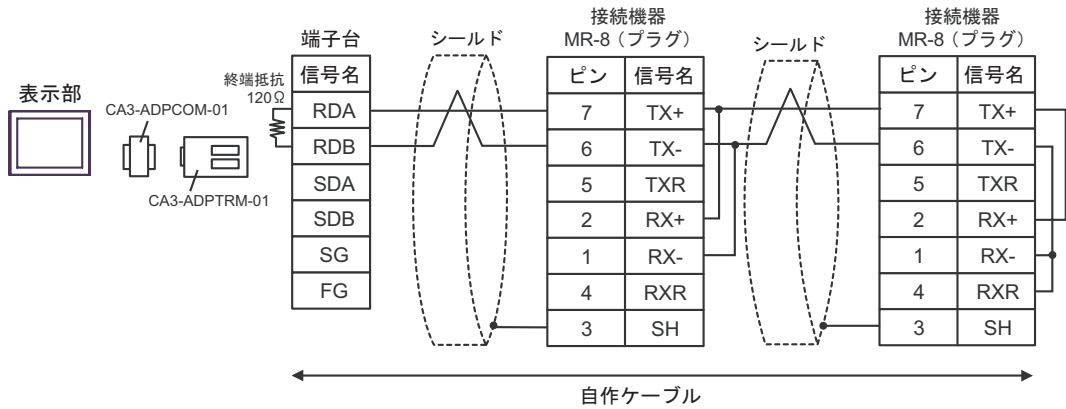 表示部
CA3-ADPCOM-01
CA3-ADPTRM-01
終端抵抗
120Ω
端子台
信号名
RDA
RDB
SDA
SDB
SG
FG
シールド
接続機器
MR-8（プラグ）
ピン 信号名
7 TX+
6 TX-
5 TXR
2 RX+
1 RX-
4 RXR
3 SH
シールド
接続機器
MR-8（プラグ）
ピン 信号名
7 TX+
6 TX-
5 TXR
2 RX+
1 RX-
4 RXR
3 SH
自作ケーブル